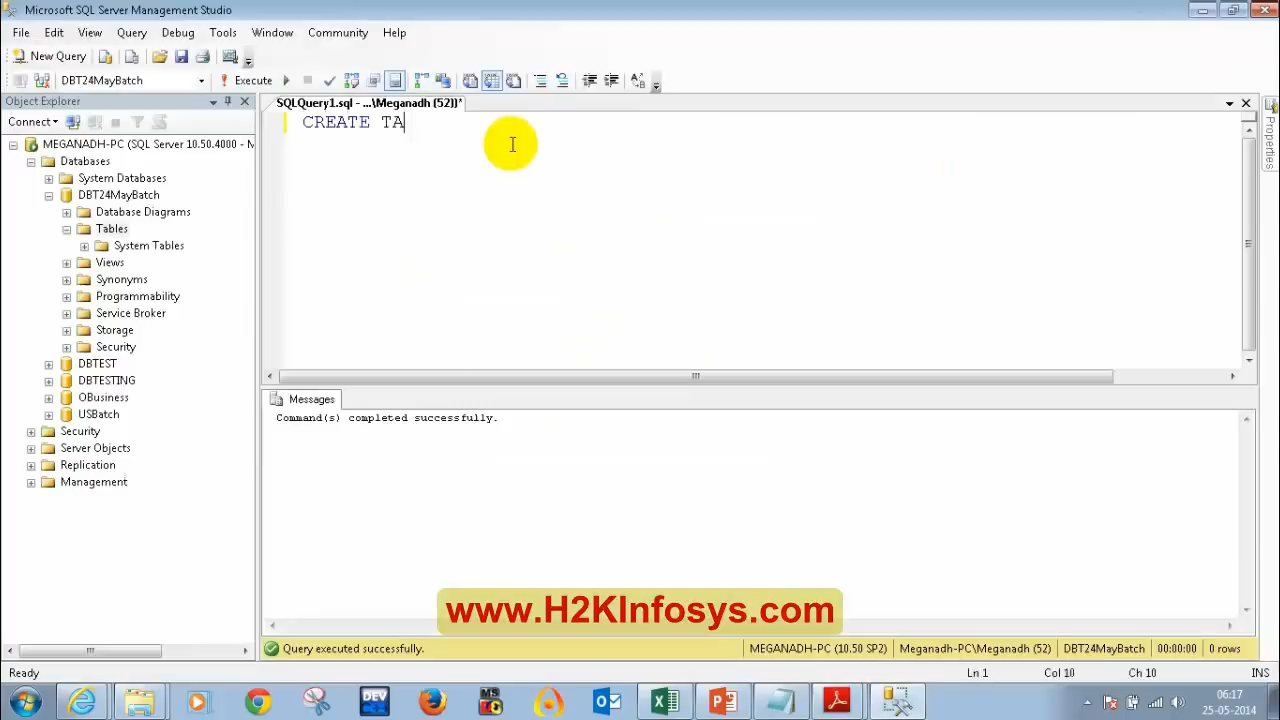 Microsoft SQL Server Management Studio
File Edit View Query Debug Tools Window Community Help
New Query
DBT24MayBatch Execute
Object Explorer
SQLQuery1.sql - ...\Meganadh (52))*
Connect
CREATE TA
MEGANADH-PC (SQL Server 10.50.4000 - M
Databases
System Databases
DBT24MayBatch
Database Diagrams
Tables
System Tables
Views
Synonyms
Programmability
Service Broker
Storage
Security
DBTEST
DBTESTING
OBusiness
USBatch
Security
Server Objects
Replication
Management
Properties
Messages
Command(s) completed successfully.
www.H2KInfosys.com
Query executed successfully. MEGANADH-PC (10.50 SP2) Meganadh-PC\Meganadh (52) DBT24MayBatch 00:00:00 0 rows
Ready Ln 1 Col 10 Ch 10 INS
DEV
MS
06:17
25-05-2014